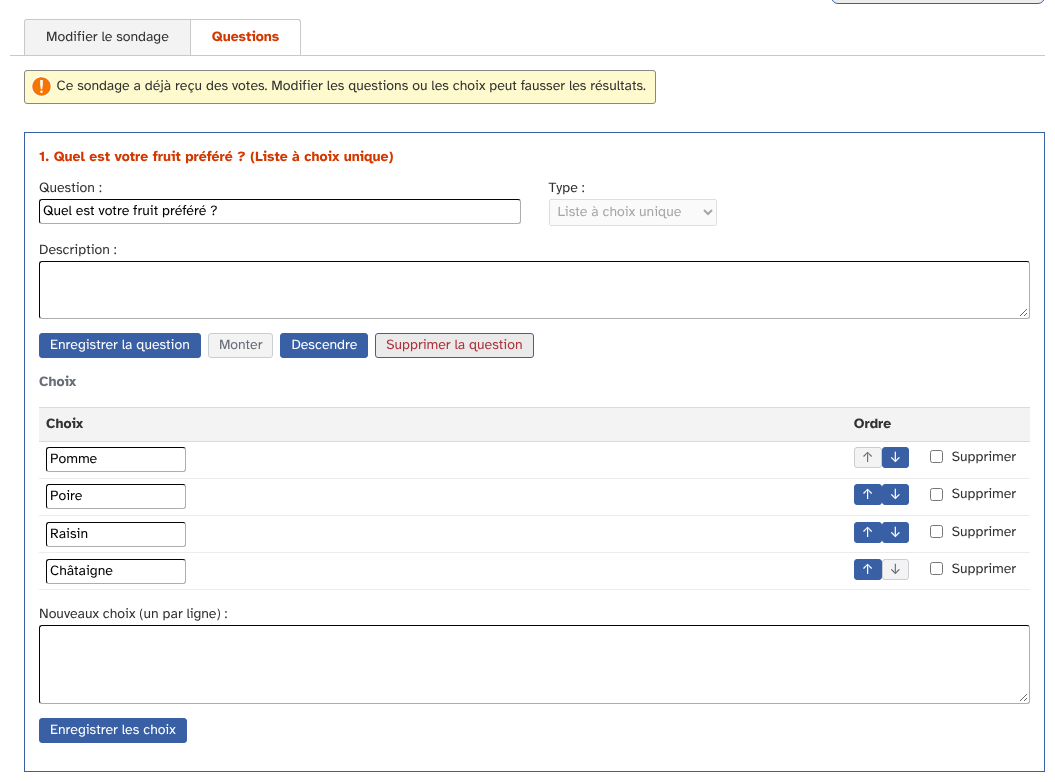 Modifier le sondage
Questions
Ce sondage a déjà reçu des votes. Modifier les questions ou les choix peut fausser les résultats.
1. Quel est votre fruit préféré ? (Liste à choix unique)
Question :
Type :
Quel est votre fruit préféré ?
Liste à choix unique
Description :
Enregistrer la question
Monter
Descendre
Supprimer la question
Choix
Choix
Ordre
Pomme
↑ ↓
Supprimer
Poire
↑ ↓
Supprimer
Raisin
↑ ↓
Supprimer
Châtaigne
↑ ↓
Supprimer
Nouveaux choix (un par ligne) :
Enregistrer les choix